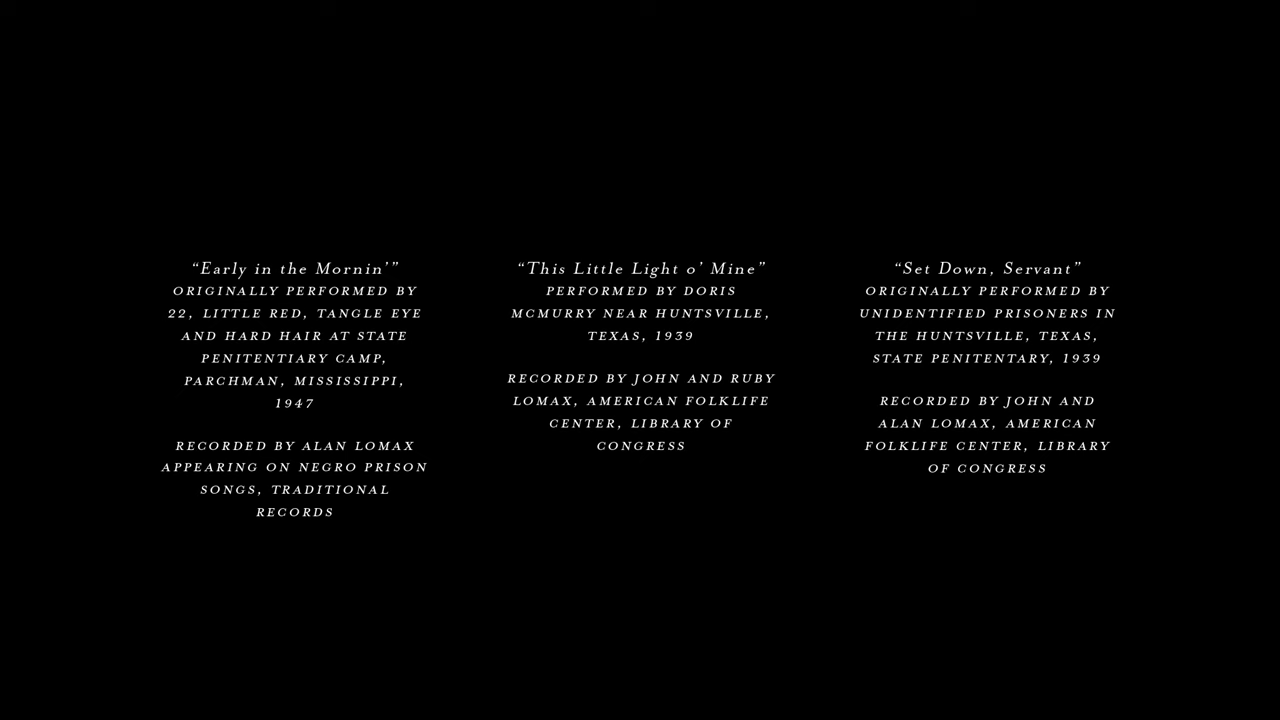 “Early in the Mornin’”
ORIGINALLY PERFORMED BY
22, LITTLE RED, TANGLE EYE
AND HARD HAIR AT STATE
PENITENTIARY CAMP,
PARCHMAN, MISSISSIPPI,
1947
RECORDED BY ALAN LOMAX
APPEARING ON NEGRO PRISON
SONGS, TRADITIONAL
RECORDS
“This Little Light o’ Mine”
PERFORMED BY DORIS
MCMURRY NEAR HUNTSVILLE,
TEXAS, 1939
RECORDED BY JOHN AND RUBY
LOMAX, AMERICAN FOLKLIFE
CENTER, LIBRARY OF
CONGRESS
“Set Down, Servant”
ORIGINALLY PERFORMED BY
UNIDENTIFIED PRISONERS IN
THE HUNTSVILLE, TEXAS,
STATE PENITENTARY, 1939
RECORDED BY JOHN AND
ALAN LOMAX, AMERICAN
FOLKLIFE CENTER, LIBRARY
OF CONGRESS